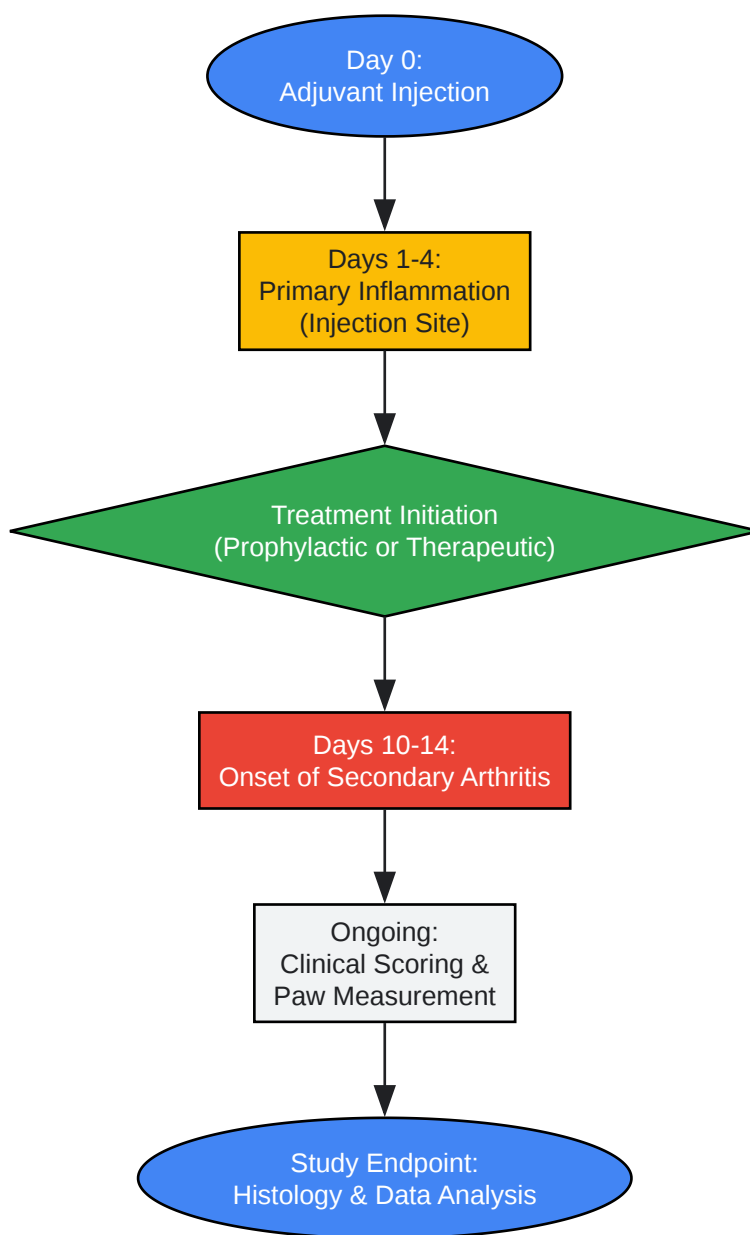 Day 0:
Adjuvant Injection
Days 1-4:
Primary Inflammation
(Injection Site)
Treatment Initiation
(Prophylactic or Therapeutic)
Days 10-14:
Onset of Secondary Arthritis
Ongoing:
Clinical Scoring &
Paw Measurement
Study Endpoint:
Histology & Data Analysis